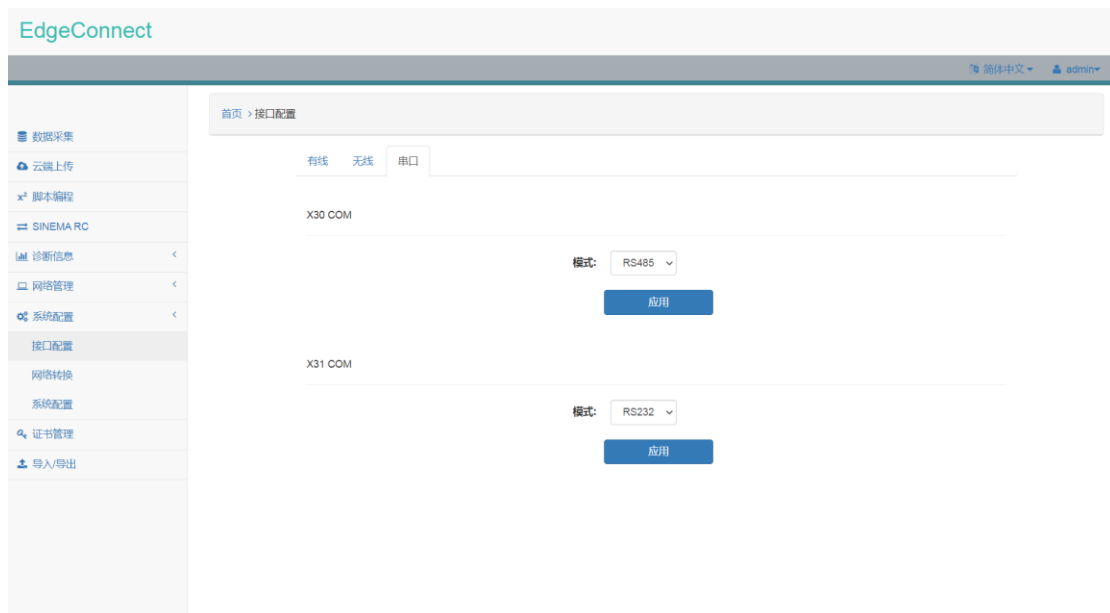 EdgeConnect
简体中文 admin
首页 › 接口配置
数据采集
云端上传
x² 脚本编程
SINEMA RC
诊断信息
网络管理
系统配置
接口配置
网络转换
系统配置
证书管理
导入/导出
有线 无线 串口
X30 COM
模式: RS485
应用
X31 COM
模式: RS232
应用